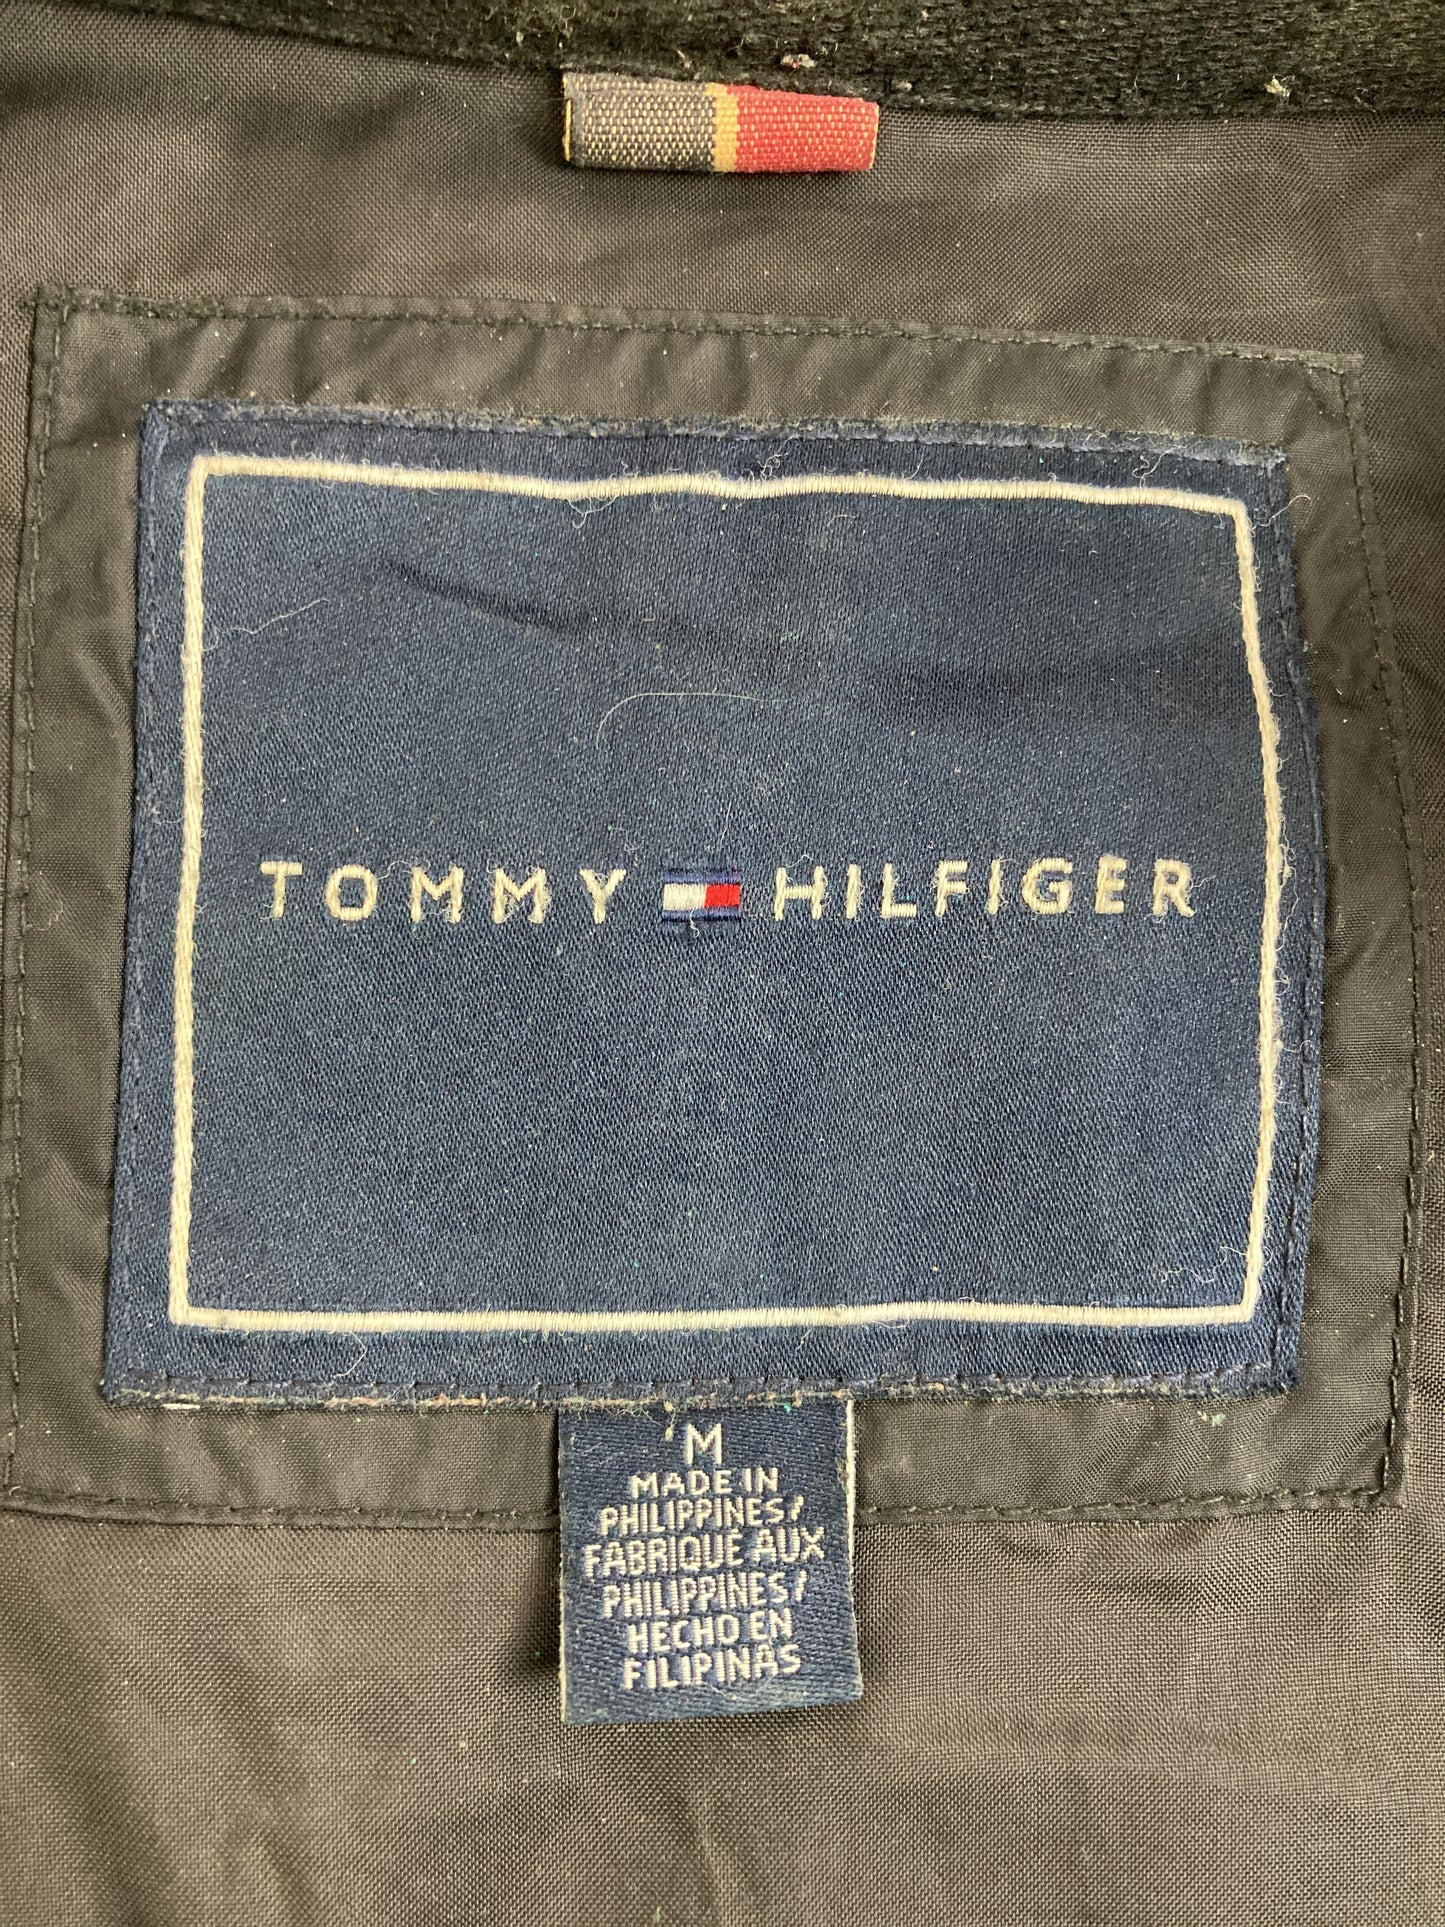 TOMMY HILFIGER
M
MADE IN
PHILIPPINES/
FABRIQUÉ AUX
PHILIPPINES/
HECHO EN
FILIPINAS